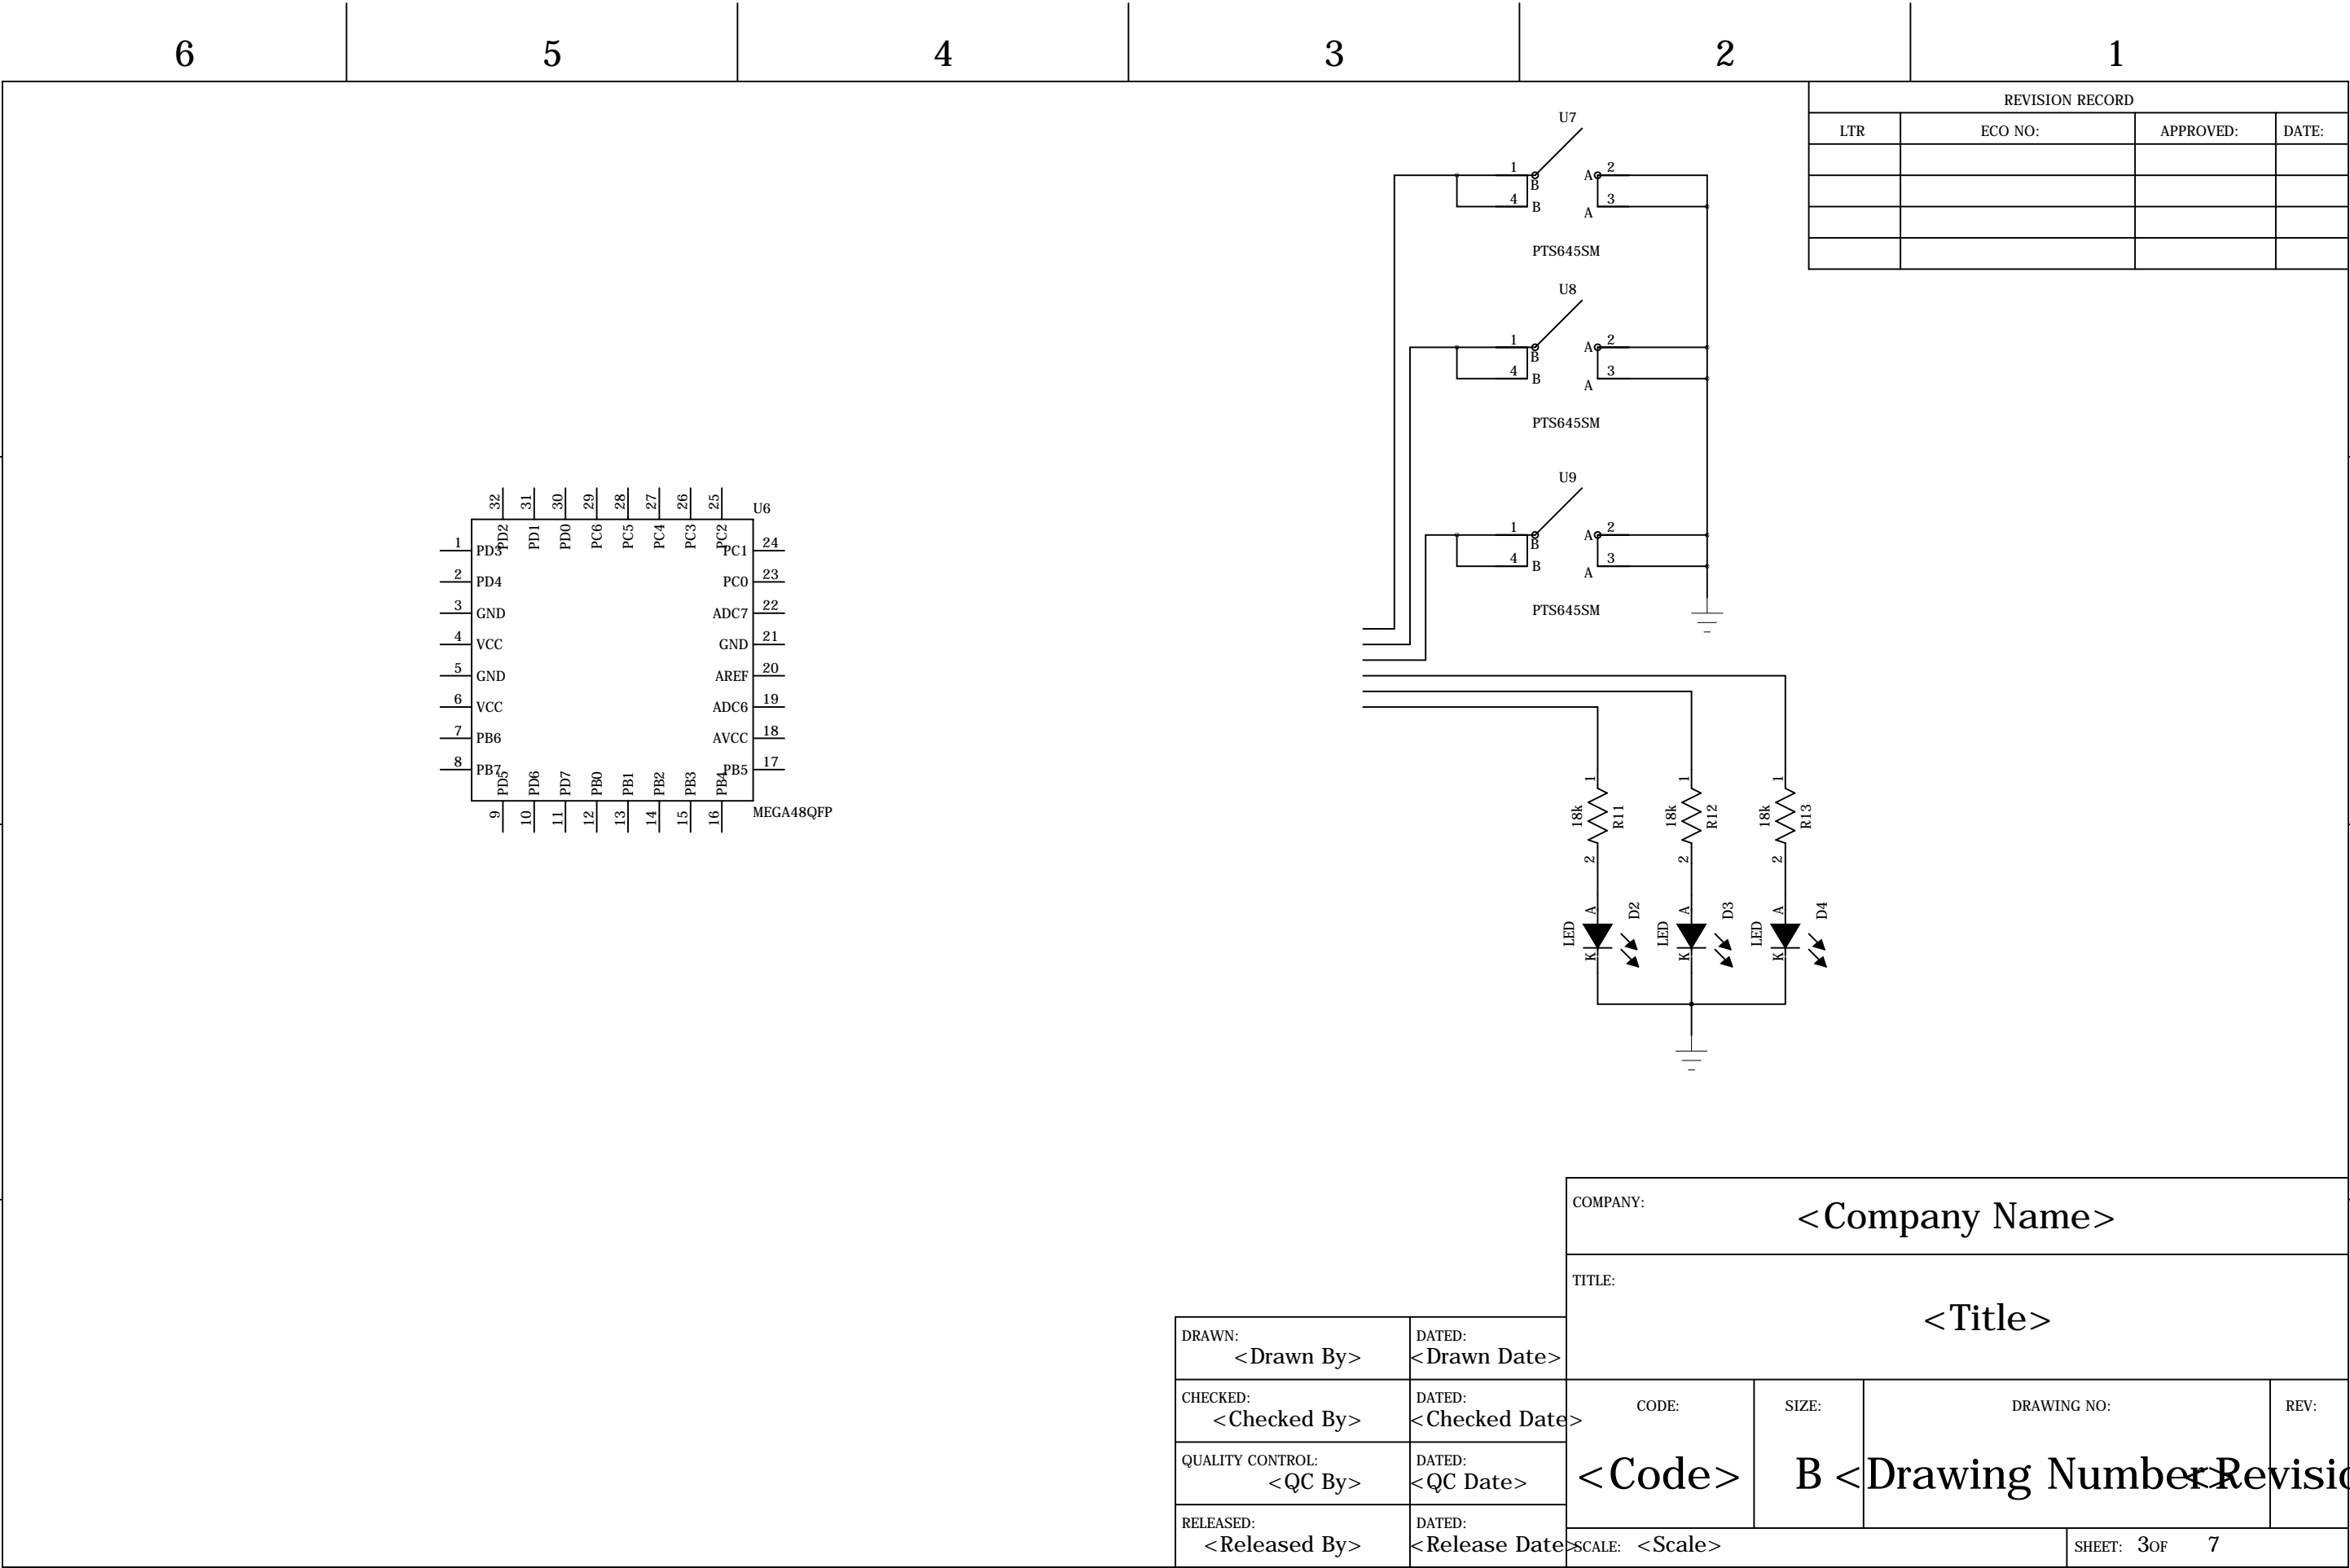 6 5 4 3 2 1
REVISION RECORD
LTR ECO NO: APPROVED: DATE:
U7
1 B A 2
4 B A 3
PTS645SM
U8
1 B A 2
4 B A 3
PTS645SM
U9
1 B A 2
4 B A 3
PTS645SM
32 31 30 29 28 27 26 25
U6
PD2 PD1 PD0 PC6 PC5 PC4 PC3 PC2
1 PD3 PC1 24
2 PD4 PC0 23
3 GND ADC7 22
4 VCC GND 21
5 GND AREF 20
6 VCC ADC6 19
7 PB6 AVCC 18
8 PB7 PB5 17
PD5 PD6 PD7 PB0 PB1 PB2 PB3 PB4
9 10 11 12 13 14 15 16
MEGA48QFP
1 1 1
18k R11 18k R12 18k R13
2 2 2
A D2 A D3 A D4
LED LED LED
K K K
COMPANY: <Company Name>
TITLE:
<Title>
DRAWN: DATED:
<Drawn By> <Drawn Date>
CHECKED: DATED:
<Checked By> <Checked Date>
QUALITY CONTROL: DATED:
<QC By> <QC Date>
RELEASED: DATED:
<Released By> <Release Date>
CODE: SIZE: DRAWING NO: REV:
<Code> B <Drawing Number> <Revisio
SCALE: <Scale> SHEET: 3 OF 7